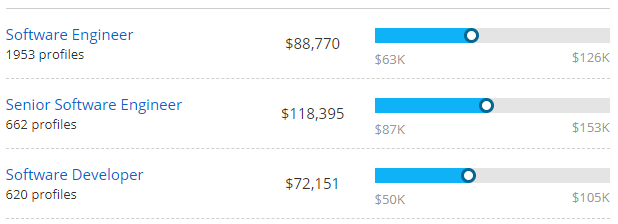 Software Engineer
1953 profiles
$88,770
$63K
$126K
Senior Software Engineer
662 profiles
$118,395
$87K
$153K
Software Developer
620 profiles
$72,151
$50K
$105K